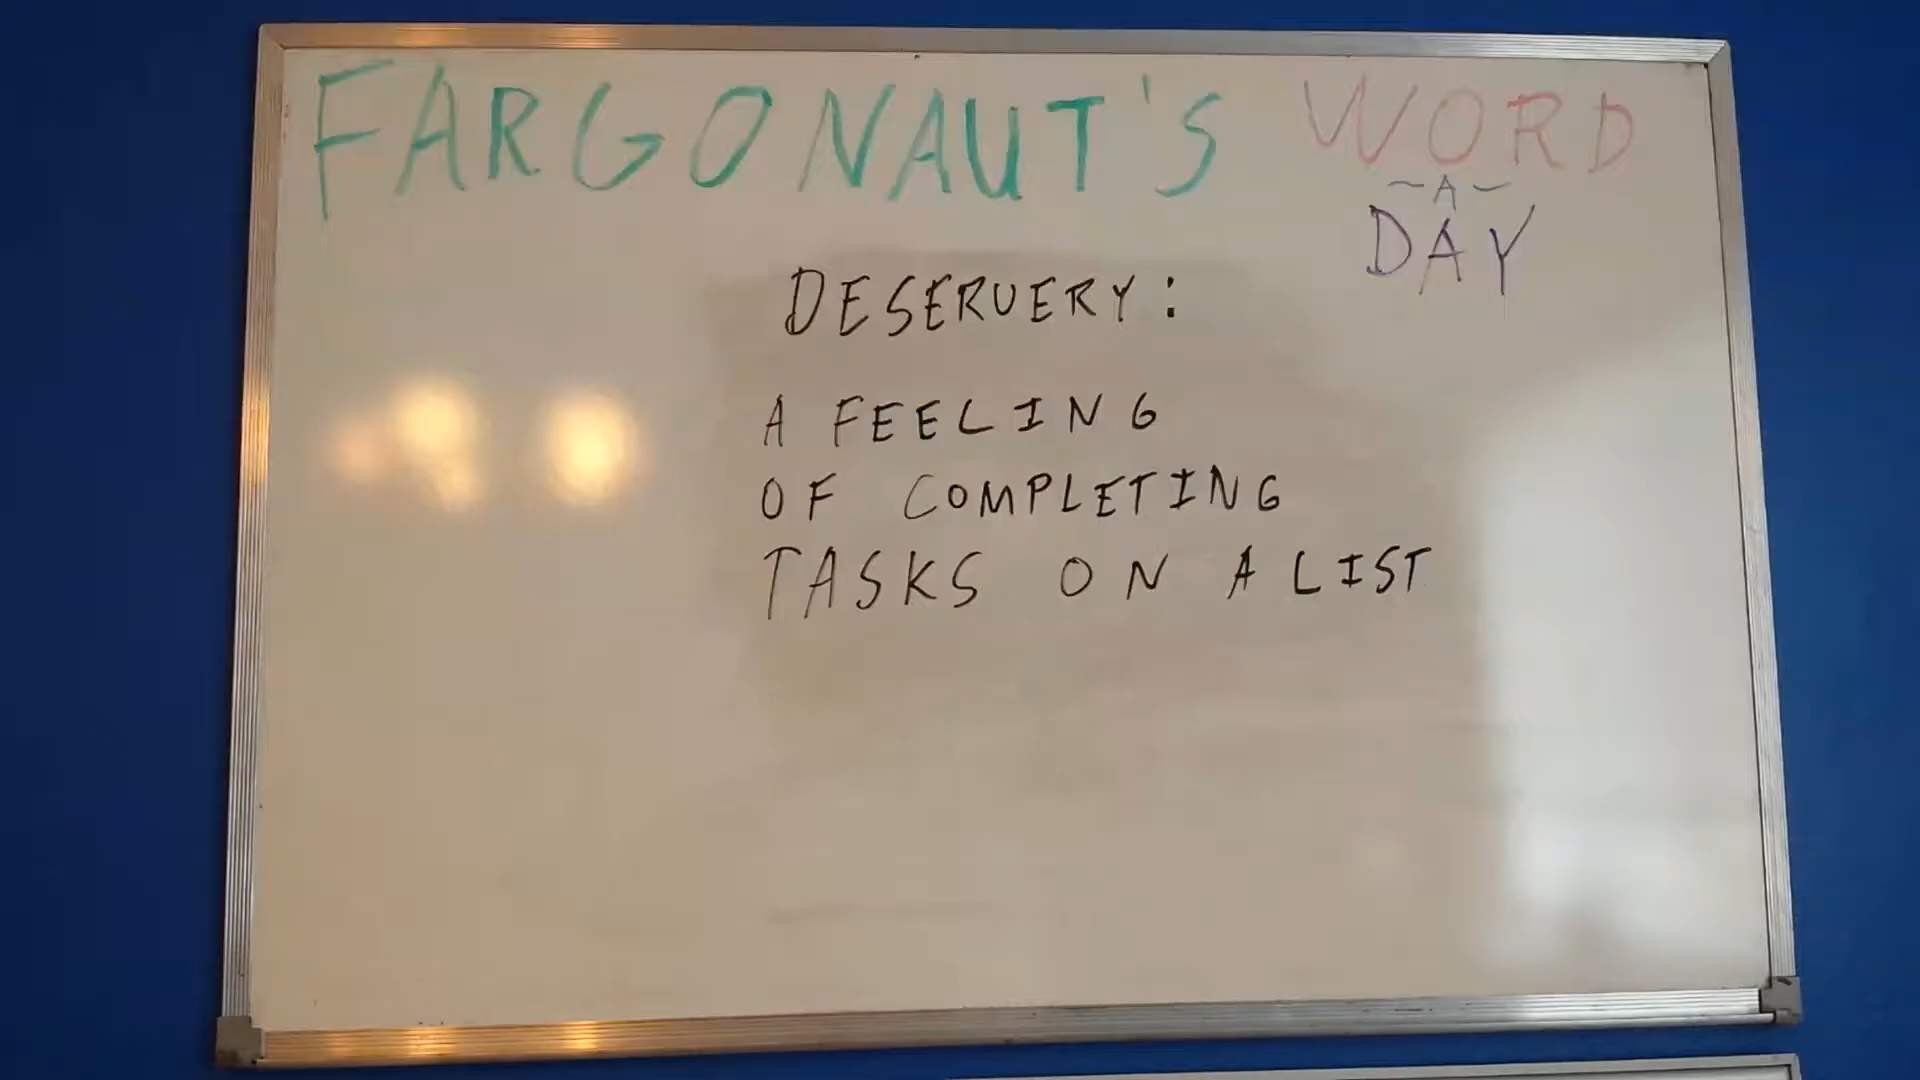 FARGONAUT'S WORD
~A~
DAY
DESERVERY:
A FEELING
OF COMPLETING
TASKS ON A LIST